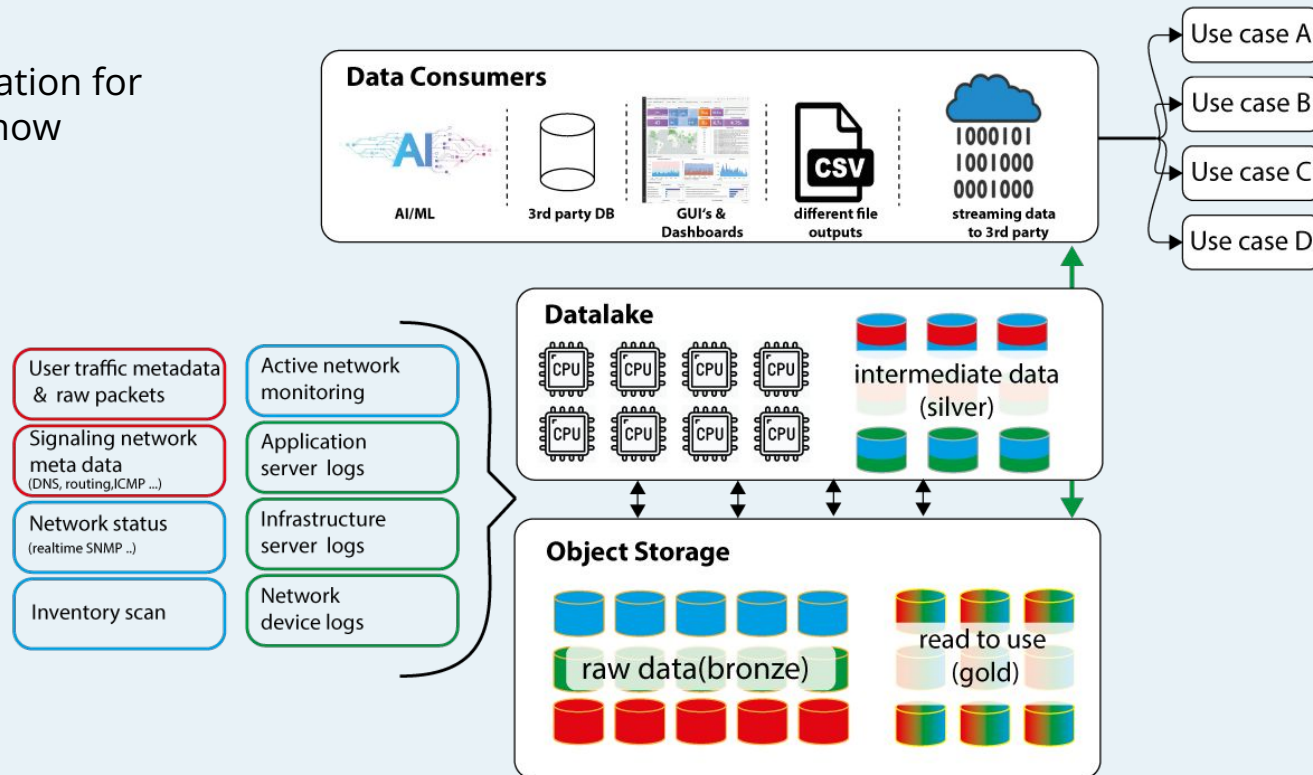 ation for
now
Data Consumers
AI
CSV
1000101
1001000
0001000
AI/ML
3rd party DB
GUI's &
Dashboards
different file
outputs
streaming data
to 3rd party
Use case A
Use case B
Use case C
Use case D
User traffic metadata
& raw packets
Signaling network
meta data
(DNS, routing,ICMP ...)
Network status
(realtime SNMP ..)
Inventory scan
Active network
monitoring
Application
server logs
Infrastructure
server logs
Network
device logs
Datalake
CPU CPU CPU CPU
CPU CPU CPU CPU
intermediate data
(silver)
Object Storage
raw data(bronze)
read to use
(gold)